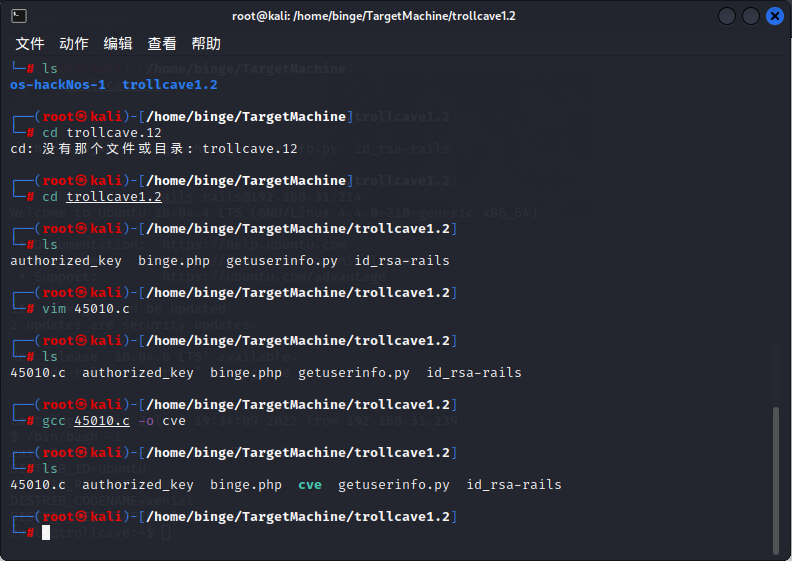 root@kali: /home/binge/TargetMachine/trollcave1.2
文件 动作 编辑 查看 帮助
└─# ls
os-hackNos-1 trollcave1.2
┌──(root㉿kali)-[/home/binge/TargetMachine]
└─# cd trollcave.12
cd: 没有那个文件或目录: trollcave.12
┌──(root㉿kali)-[/home/binge/TargetMachine]
└─# cd trollcave1.2
┌──(root㉿kali)-[/home/binge/TargetMachine/trollcave1.2]
└─# ls
authorized_key binge.php getuserinfo.py id_rsa-rails
┌──(root㉿kali)-[/home/binge/TargetMachine/trollcave1.2]
└─# vim 45010.c
┌──(root㉿kali)-[/home/binge/TargetMachine/trollcave1.2]
└─# ls
45010.c authorized_key binge.php getuserinfo.py id_rsa-rails
┌──(root㉿kali)-[/home/binge/TargetMachine/trollcave1.2]
└─# gcc 45010.c -o cve
┌──(root㉿kali)-[/home/binge/TargetMachine/trollcave1.2]
└─# ls
45010.c authorized_key binge.php cve getuserinfo.py id_rsa-rails
┌──(root㉿kali)-[/home/binge/TargetMachine/trollcave1.2]
└─#